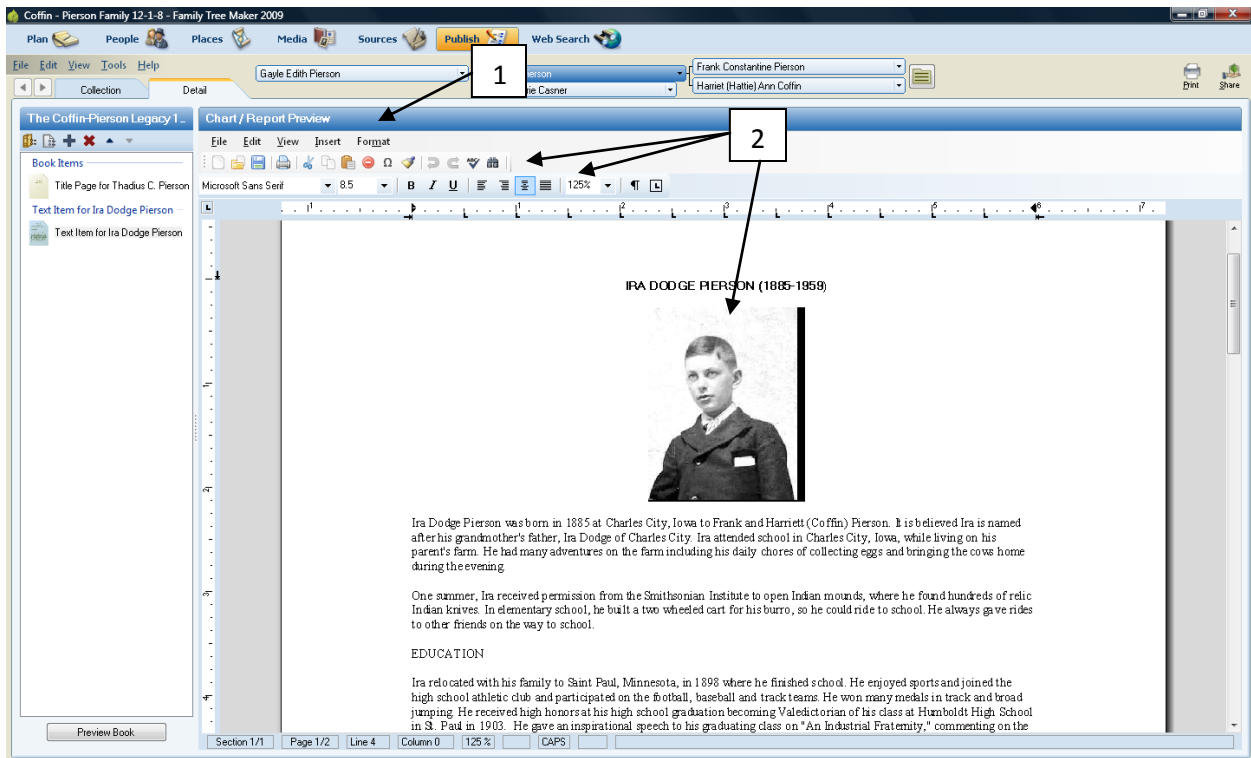 Coffin - Pierson Family 12-1-8 - Family Tree Maker 2009
Plan People Places Media Sources Publish Web Search
File Edit View Tools Help
Gayle Edith Pierson
Frank Constantine Pierson
Casner
Harriet (Hattie) Ann Coffin
Print Share
Collection Detail
1
2
The Coffin-Pierson Legacy 1...
Book Items
Title Page for Thadius C. Pierson
Text Item for Ira Dodge Pierson
Text Item for Ira Dodge Pierson
Preview Book
Chart / Report Preview
File Edit View Insert Format
Microsoft Sans Serif 8.5 B I U 125% ¶ L
L 1 1 2 3 4 5 6 7
1
2
3
4
IRA DODGE PIERSON (1885-1959)
Ira Dodge Pierson was born in 1885 at Charles City, Iowa to Frank and Harriett (Coffin) Pierson. It is believed Ira is named
after his grandmother's father, Ira Dodge of Charles City. Ira attended school in Charles City, Iowa, while living on his
parent's farm. He had many adventures on the farm including his daily chores of collecting eggs and bringing the cows home
during the evening.
One summer, Ira received permission from the Smithsonian Institute to open Indian mounds, where he found hundreds of relic
Indian knives. In elementary school, he built a two wheeled cart for his burro, so he could ride to school. He always gave rides
to other friends on the way to school.
EDUCATION
Ira relocated with his family to Saint Paul, Minnesota, in 1898 where he finished school. He enjoyed sports and joined the
high school athletic club and participated on the football, baseball and track teams. He won many medals in track and broad
jumping. He received high honors at his high school graduation becoming Valedictorian of his class at Humboldt High School
in St. Paul in 1903. He gave an inspirational speech to his graduating class on "An Industrial Fraternity," commenting on the
Section 1/1 Page 1/2 Line 4 Column 0 125 % CAPS